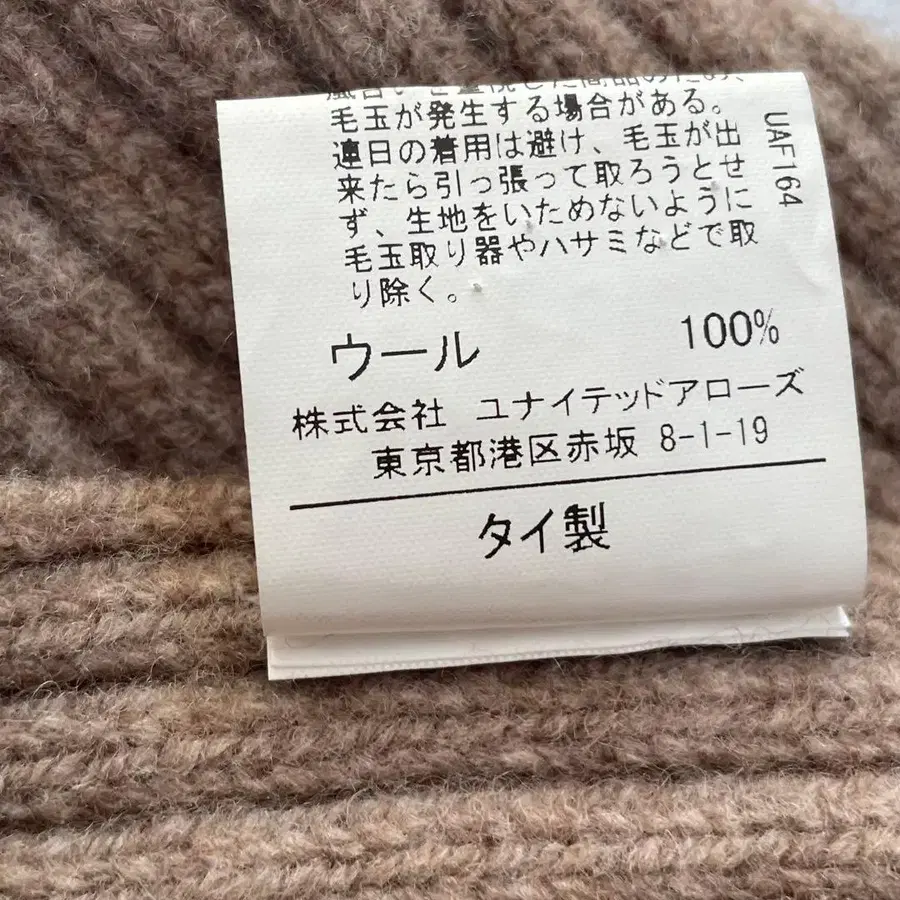 毛玉が発生する場合がある。
連日の着用は避け、毛玉が出
来たら引っ張って取ろうとせ
ず、生地をいためないように
毛玉取り器やハサミなどで取
り除く。
UAF164
ウール 100%
株式会社 ユナイテッドアローズ
東京都港区赤坂 8-1-19
タイ製